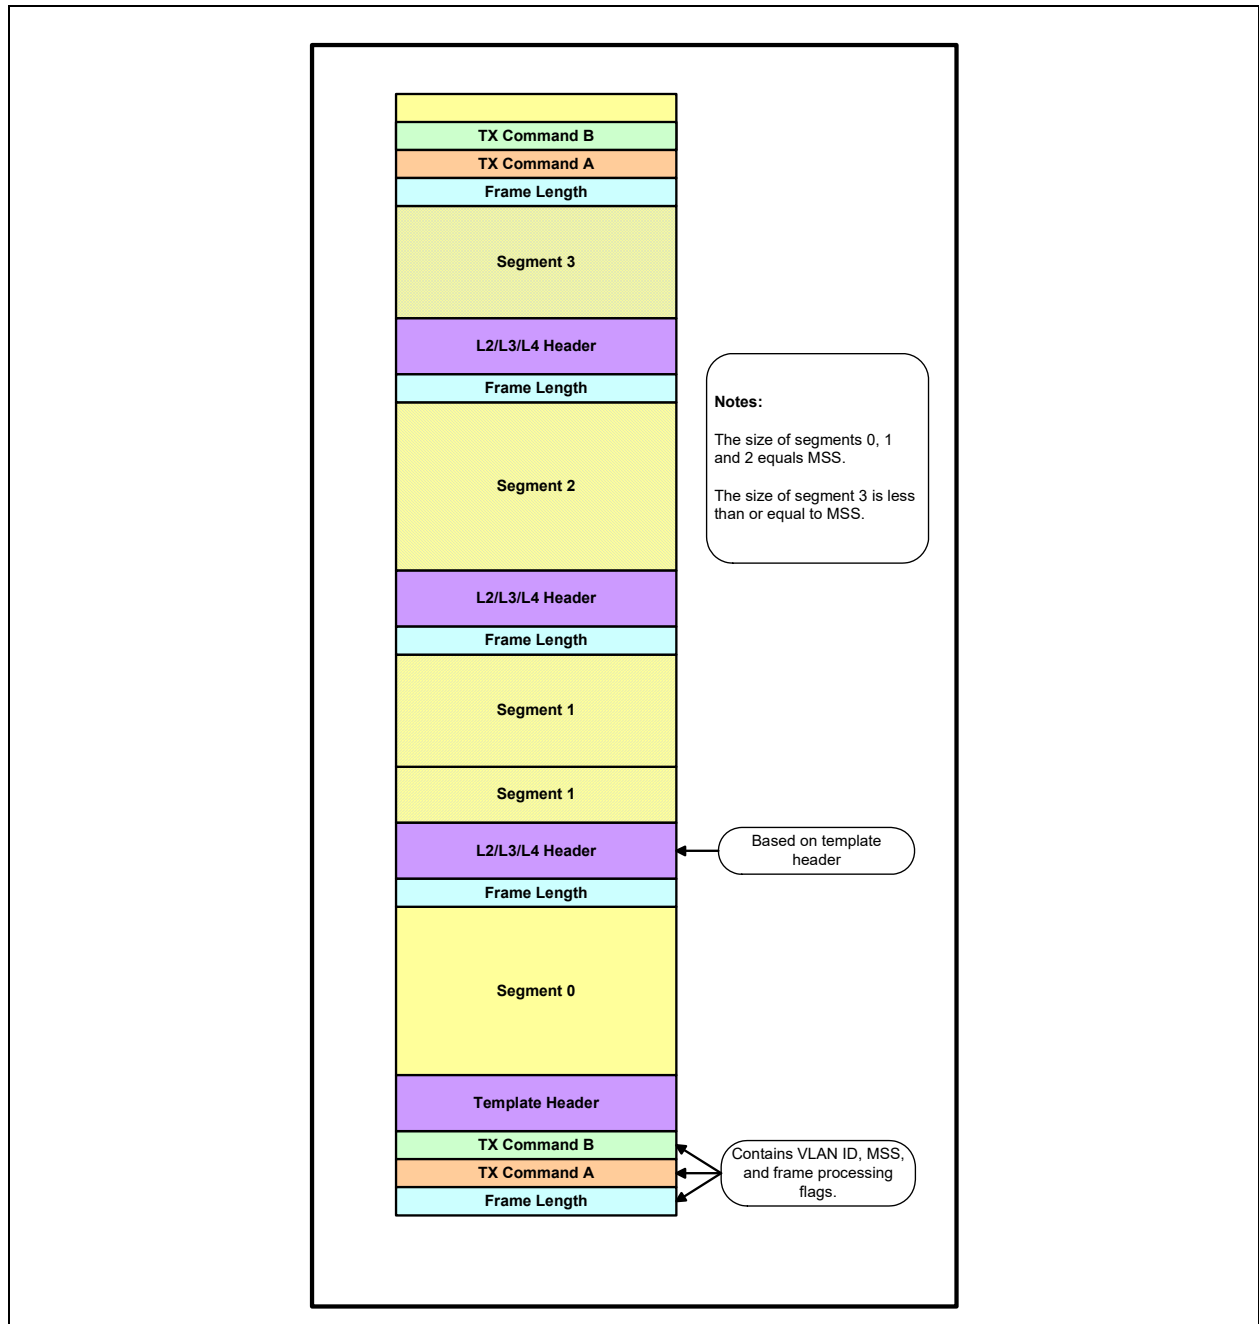 TX Command B
TX Command A
Frame Length
Segment 3
L2/L3/L4 Header
Frame Length
Notes:
The size of segments 0, 1
and 2 equals MSS.
The size of segment 3 is less
than or equal to MSS.
Segment 2
L2/L3/L4 Header
Frame Length
Segment 1
Segment 1
L2/L3/L4 Header
Based on template
header
Frame Length
Segment 0
Template Header
TX Command B
TX Command A
Frame Length
Contains VLAN ID, MSS,
and frame processing
flags.